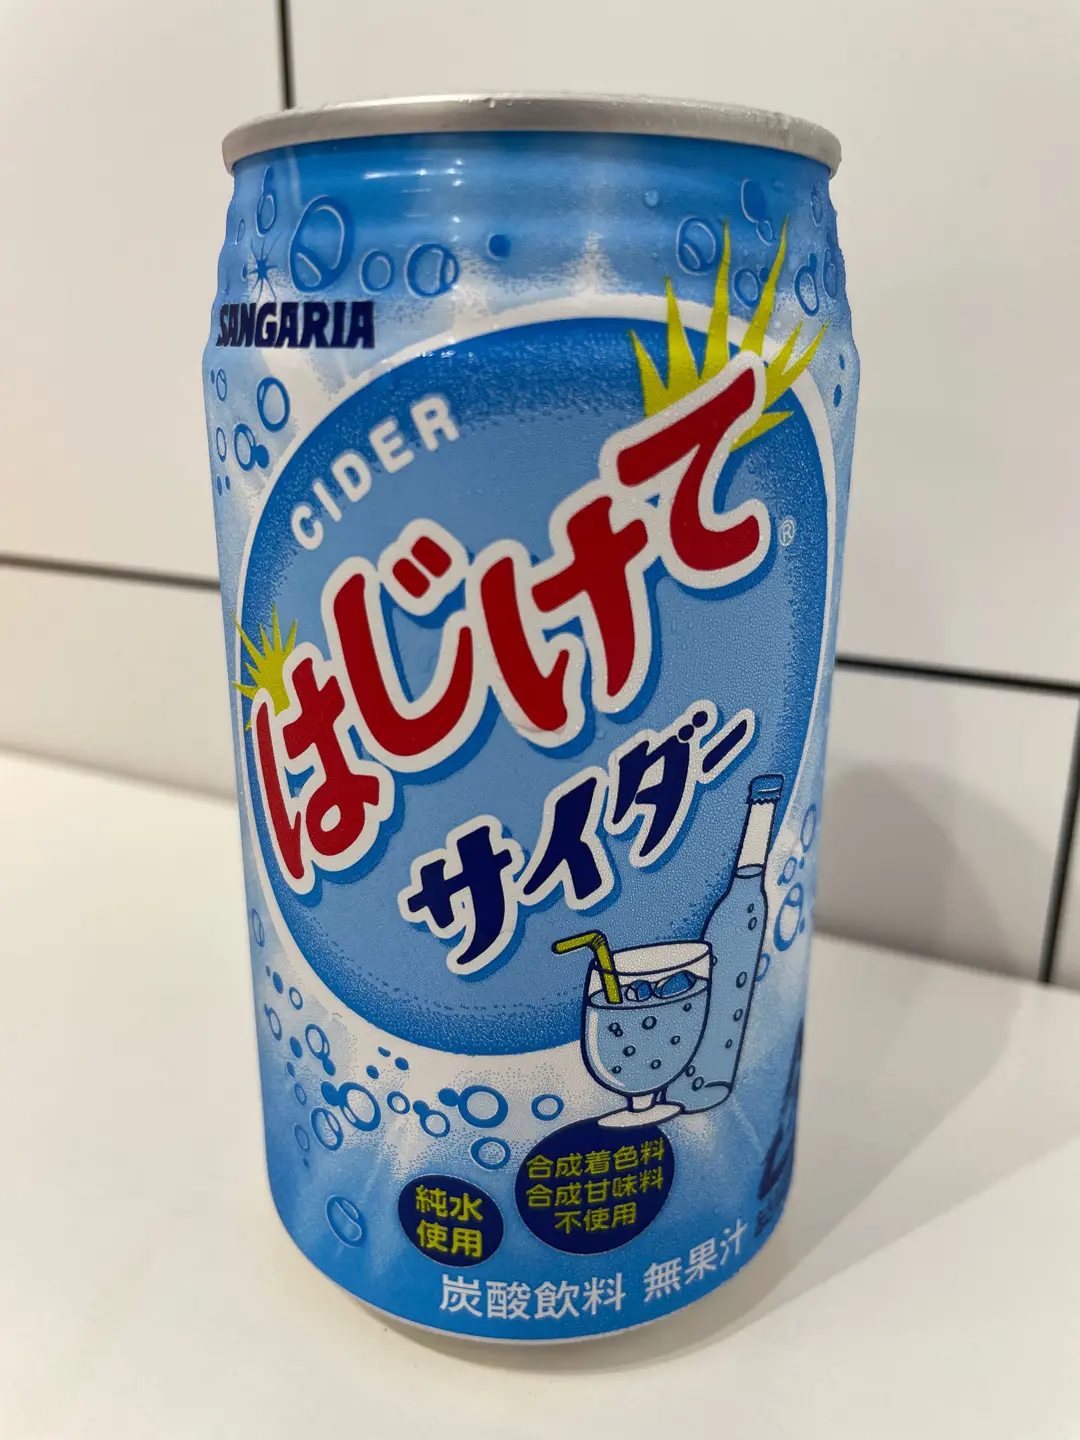 SANGARIA
CIDER
はじけて
®
サイダー
純水
使用
合成着色料
合成甘味料
不使用
炭酸飲料 無果汁